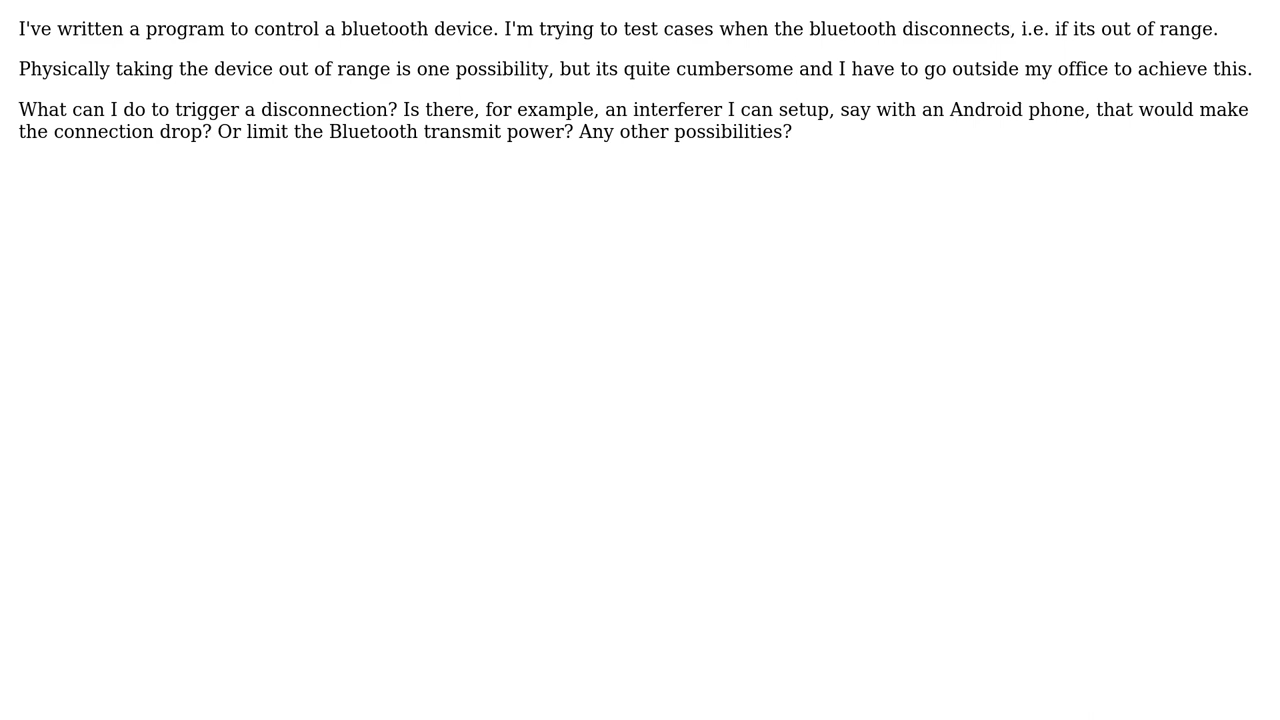 I've written a program to control a bluetooth device. I'm trying to test cases when the bluetooth disconnects, i.e. if its out of range.
Physically taking the device out of range is one possibility, but its quite cumbersome and I have to go outside my office to achieve this.
What can I do to trigger a disconnection? Is there, for example, an interferer I can setup, say with an Android phone, that would make
the connection drop? Or limit the Bluetooth transmit power? Any other possibilities?